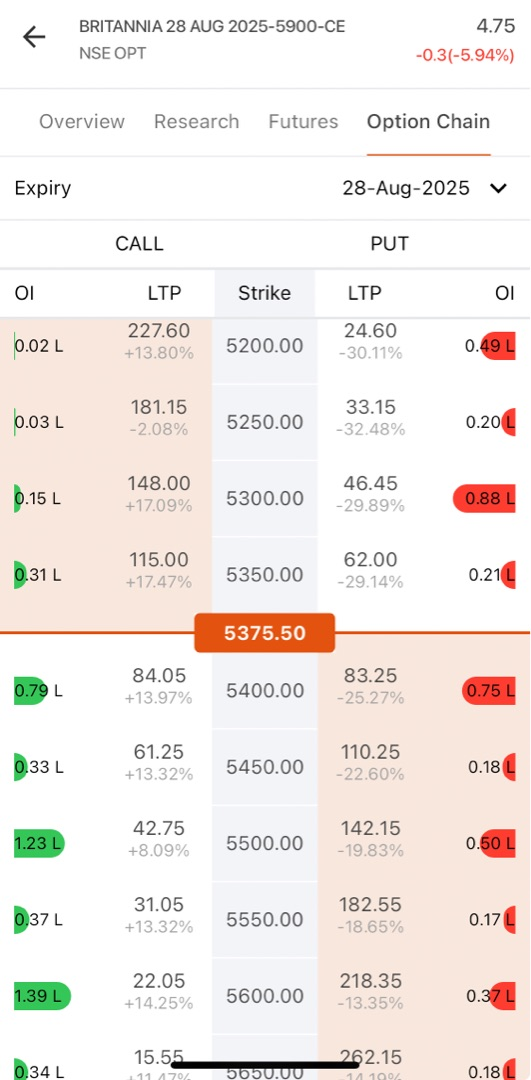 BRITANNIA 28 AUG 2025-5900-CE 4.75
NSE OPT -0.3(-5.94%)
Overview Research Futures Option Chain
Expiry 28-Aug-2025
CALL PUT
OI LTP Strike LTP OI
227.60 24.60
0.02 L 5200.00 0.49 L
+13.80% -30.11%
181.15 33.15
0.03 L 5250.00 0.20 L
-2.08% -32.48%
148.00 46.45
0.15 L 5300.00 0.88 L
+17.09% -29.89%
115.00 62.00
0.31 L 5350.00 0.21 L
+17.47% -29.14%
5375.50
84.05 83.25
0.79 L 5400.00 0.75 L
+13.97% -25.27%
61.25 110.25
0.33 L 5450.00 0.18 L
+13.32% -22.60%
42.75 142.15
1.23 L 5500.00 0.50 L
+8.09% -19.83%
31.05 182.55
0.37 L 5550.00 0.17 L
+13.32% -18.65%
22.05 218.35
1.39 L 5600.00 0.37 L
+14.25% -13.35%
15.55 262.15
0.34 L 5650.00 0.18 L
+11.47% -14.19%